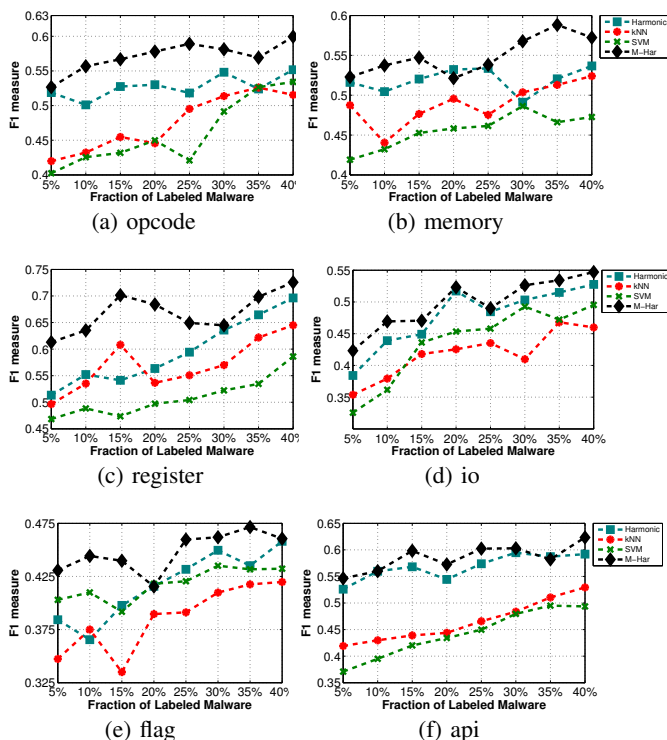 0.63
0.55
0.5
0.45
0.4
F1 measure
5% 10% 15% 20% 25% 30% 35% 40%
Fraction of Labeled Malware
(a) opcode
0.6
0.55
0.5
0.45
0.4
F1 measure
5% 10% 15% 20% 25% 30% 35% 40%
Fraction of Labeled Malware
(b) memory
Harmonic
kNN
SVM
M-Har
0.75
0.7
0.65
0.6
0.55
0.5
0.45
F1 measure
5% 10% 15% 20% 25% 30% 35% 40%
Fraction of Labeled Malware
(c) register
0.55
0.5
0.45
0.4
0.35
F1 measure
5% 10% 15% 20% 25% 30% 35% 40%
Fraction of Labeled Malware
(d) io
Harmonic
kNN
SVM
M-Har
0.475
0.425
0.375
0.325
F1 measure
5% 10% 15% 20% 25% 30% 35% 40%
Fraction of Labeled Malware
(e) flag
0.65
0.6
0.55
0.5
0.45
0.4
0.35
F1 measure
5% 10% 15% 20% 25% 30% 35% 40%
Fraction of Labeled Malware
(f) api
Harmonic
kNN
SVM
M-Har